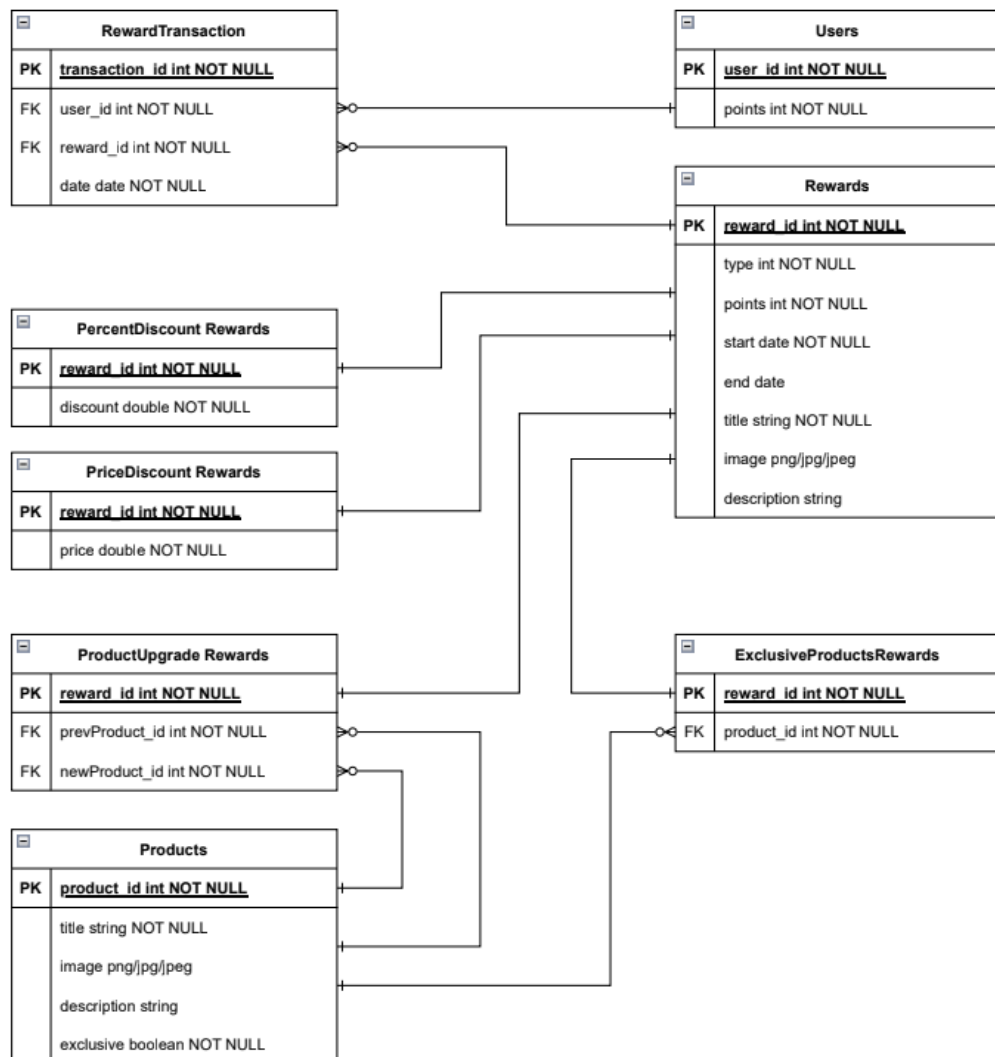 RewardTransaction
PK transaction_id int NOT NULL
FK user_id int NOT NULL
FK reward_id int NOT NULL
date date NOT NULL
Users
PK user_id int NOT NULL
points int NOT NULL
Rewards
PK reward_id int NOT NULL
type int NOT NULL
points int NOT NULL
start date NOT NULL
end date
title string NOT NULL
image png/jpg/jpeg
description string
PercentDiscount Rewards
PK reward_id int NOT NULL
discount double NOT NULL
PriceDiscount Rewards
PK reward_id int NOT NULL
price double NOT NULL
ProductUpgrade Rewards
PK reward_id int NOT NULL
FK prevProduct_id int NOT NULL
FK newProduct_id int NOT NULL
ExclusiveProductsRewards
PK reward_id int NOT NULL
FK product_id int NOT NULL
Products
PK product_id int NOT NULL
title string NOT NULL
image png/jpg/jpeg
description string
exclusive boolean NOT NULL